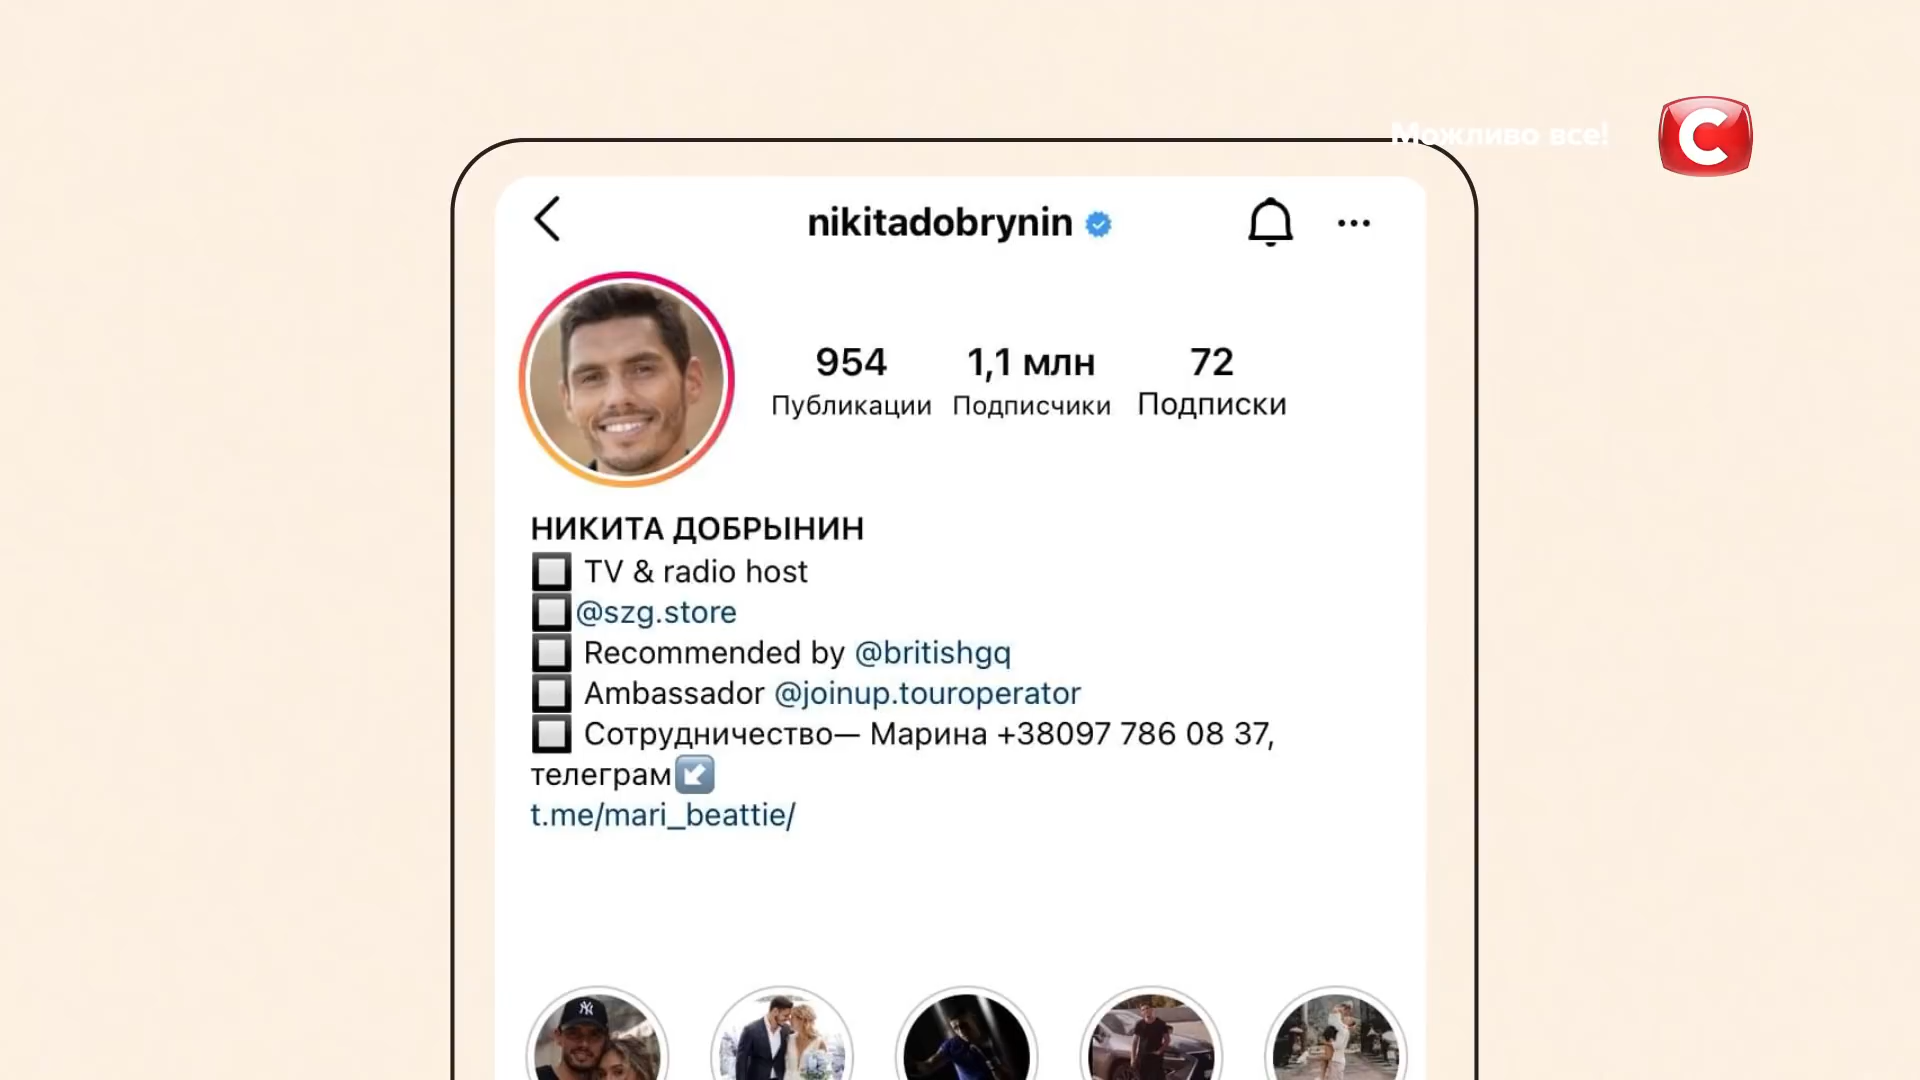 Можливо все!
С
nikitadobrynin
954
1,1 млн
72
Публикации
Подписчики
Подписки
НИКИТА ДОБРЫНИН
TV & radio host
@szg.store
Recommended by @britishgq
Ambassador @joinup.touroperator
Сотрудничество— Марина +38097 786 08 37,
телеграм
t.me/mari_beattie/
NY